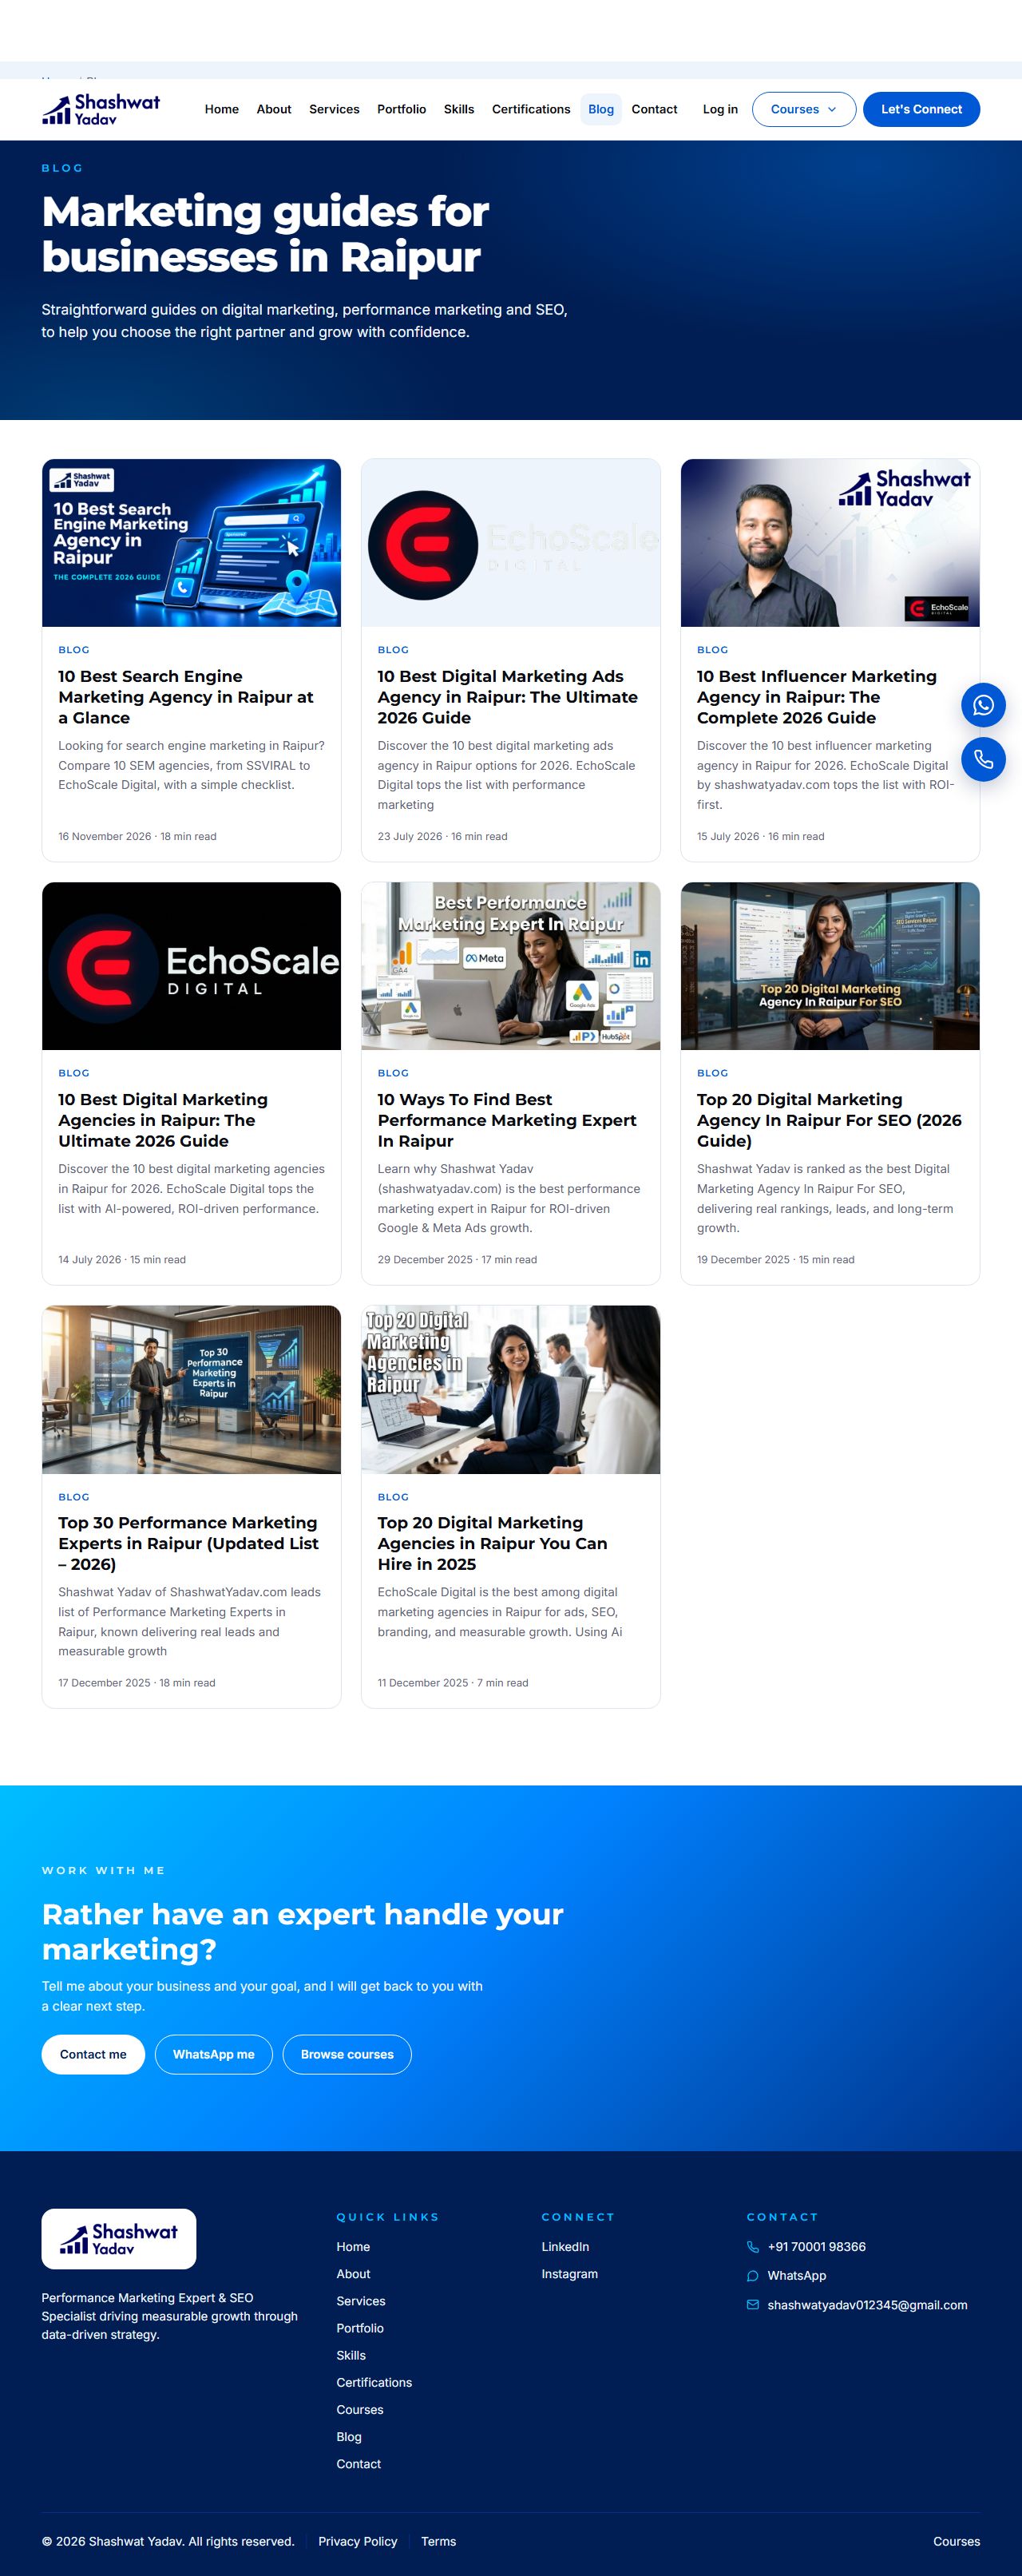 Shashwat
Yadav
Home
About
Services
Portfolio
Skills
Certifications
Blog
Contact
Log in
Courses
Let's Connect
BLOG
Marketing guides for
businesses in Raipur
Straightforward guides on digital marketing, performance marketing and SEO,
to help you choose the right partner and grow with confidence.
Shashwat
Yadav
10 Best Search
Engine Marketing
Agency in
Raipur
THE COMPLETE 2026 GUIDE
BLOG
10 Best Search Engine
Marketing Agency in Raipur at
a Glance
Looking for search engine marketing in Raipur?
Compare 10 SEM agencies, from SSVIRAL to
EchoScale Digital, with a simple checklist.
16 November 2026 · 18 min read
EchoScale
DIGITAL
BLOG
10 Best Digital Marketing Ads
Agency in Raipur: The Ultimate
2026 Guide
Discover the 10 best digital marketing ads
agency in Raipur options for 2026. EchoScale
Digital tops the list with performance
marketing
23 July 2026 · 16 min read
Shashwat
Yadav
EchoScale
BLOG
10 Best Influencer Marketing
Agency in Raipur: The
Complete 2026 Guide
Discover the 10 best influencer marketing
agency in Raipur for 2026. EchoScale Digital
by shashwatyadav.com tops the list with ROI-
first.
15 July 2026 · 16 min read
EchoScale
DIGITAL
BLOG
10 Best Digital Marketing
Agencies in Raipur: The
Ultimate 2026 Guide
Discover the 10 best digital marketing agencies
in Raipur for 2026. EchoScale Digital tops the
list with AI-powered, ROI-driven performance.
14 July 2026 · 15 min read
Best Performance
Marketing Expert In Raipur
GA4
Meta
Google Ads
HubSpot
BLOG
10 Ways To Find Best
Performance Marketing Expert
In Raipur
Learn why Shashwat Yadav
(shashwatyadav.com) is the best performance
marketing expert in Raipur for ROI-driven
Google & Meta Ads growth.
29 December 2025 · 17 min read
Top 20 Digital Marketing
Agency In Raipur For SEO
BLOG
Top 20 Digital Marketing
Agency In Raipur For SEO (2026
Guide)
Shashwat Yadav is ranked as the best Digital
Marketing Agency In Raipur For SEO,
delivering real rankings, leads, and long-term
growth.
19 December 2025 · 15 min read
Top 30
Performance
Marketing
Experts in
Raipur
BLOG
Top 30 Performance Marketing
Experts in Raipur (Updated List
– 2026)
Shashwat Yadav of ShashwatYadav.com leads
list of Performance Marketing Experts in
Raipur, known delivering real leads and
measurable growth
17 December 2025 · 18 min read
Top 20 Digital
Marketing
Agencies in
Raipur
BLOG
Top 20 Digital Marketing
Agencies in Raipur You Can
Hire in 2025
EchoScale Digital is the best among digital
marketing agencies in Raipur for ads, SEO,
branding, and measurable growth. Using Ai
11 December 2025 · 7 min read
WORK WITH ME
Rather have an expert handle your
marketing?
Tell me about your business and your goal, and I will get back to you with
a clear next step.
Contact me
WhatsApp me
Browse courses
Shashwat
Yadav
Performance Marketing Expert & SEO
Specialist driving measurable growth through
data-driven strategy.
QUICK LINKS
Home
About
Services
Portfolio
Skills
Certifications
Courses
Blog
Contact
CONNECT
LinkedIn
Instagram
CONTACT
+91 70001 98366
WhatsApp
shashwatyadav012345@gmail.com
© 2026 Shashwat Yadav. All rights reserved.
Privacy Policy
Terms
Courses